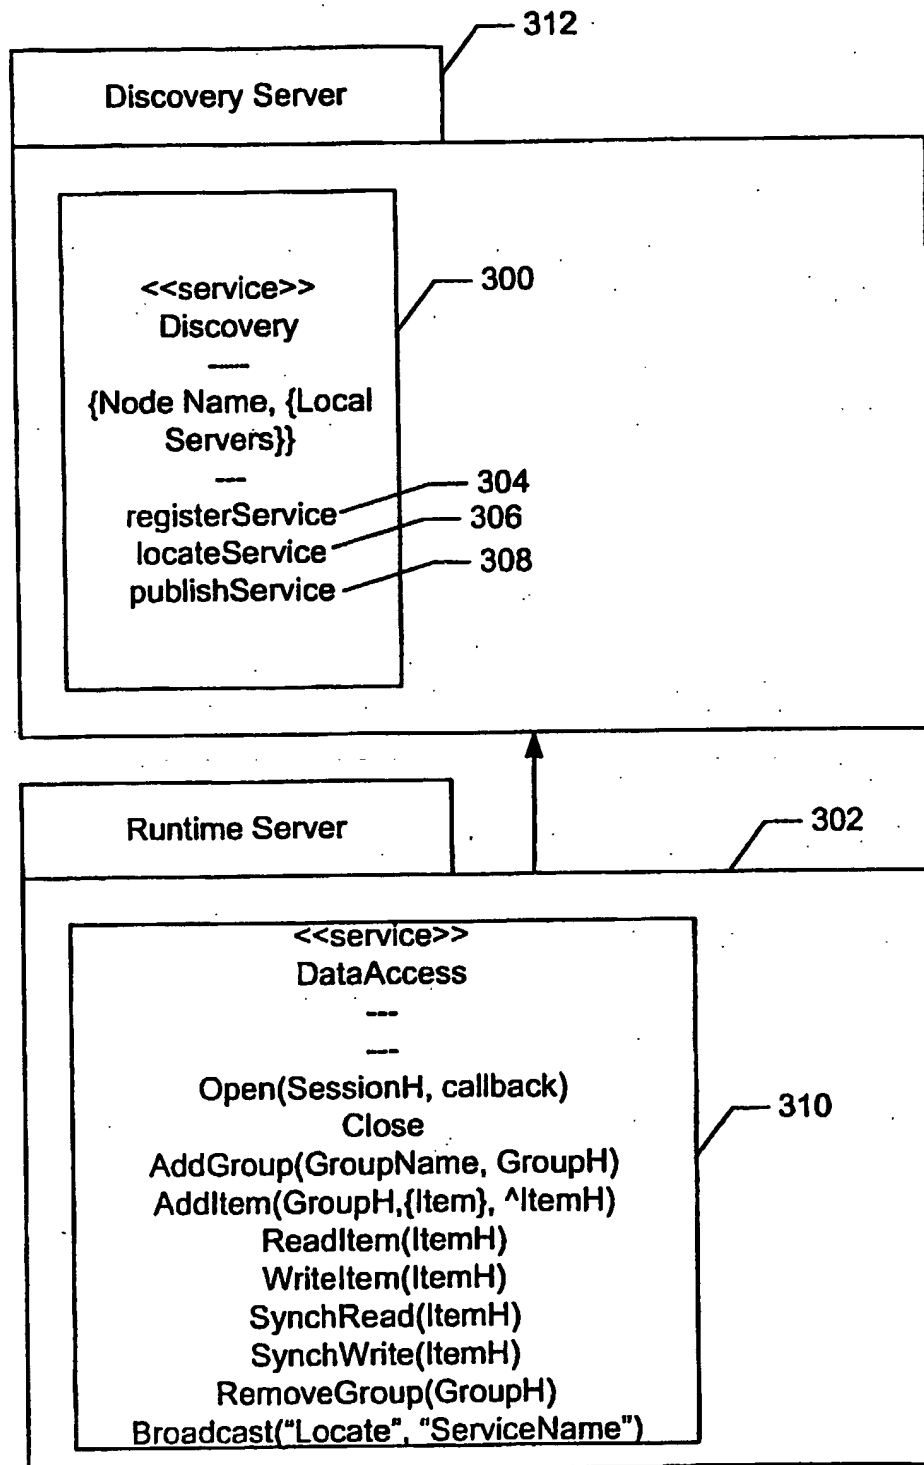 312
Discovery Server
<<service>>
300
Discovery
----
{Node Name, {Local
Servers}}
---
registerService 304
locateService 306
publishService 308
Runtime Server
302
<<service>>
DataAccess
---
---
Open(SessionH, callback)
Close
310
AddGroup(GroupName, GroupH)
AddItem(GroupH,{Item}, ^ItemH)
ReadItem(ItemH)
WriteItem(ItemH)
SynchRead(ItemH)
SynchWrite(ItemH)
RemoveGroup(GroupH)
Broadcast("Locate", "ServiceName")